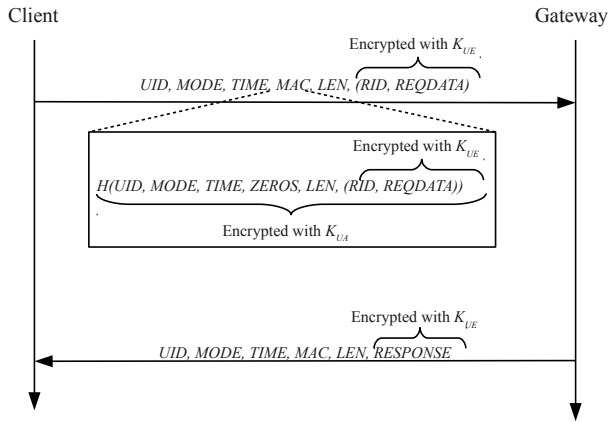 Client
Gateway
Encrypted with K_UE
UID, MODE, TIME, MAC, LEN, (RID, REQDATA)
Encrypted with K_UE
H(UID, MODE, TIME, ZEROS, LEN, (RID, REQDATA))
Encrypted with K_UA
Encrypted with K_UE
UID, MODE, TIME, MAC, LEN, RESPONSE